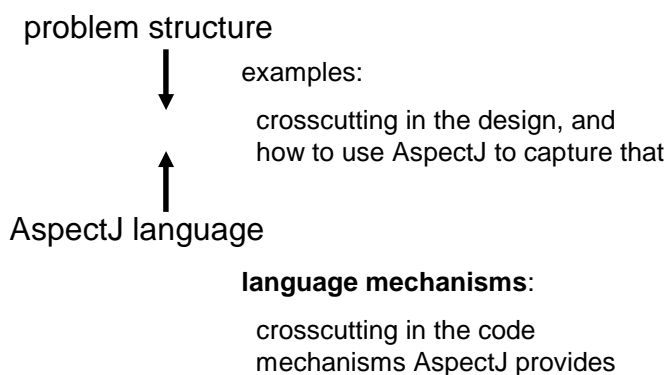 problem structure
examples:
crosscutting in the design, and
how to use AspectJ to capture that
AspectJ language
language mechanisms:
crosscutting in the code
mechanisms AspectJ provides